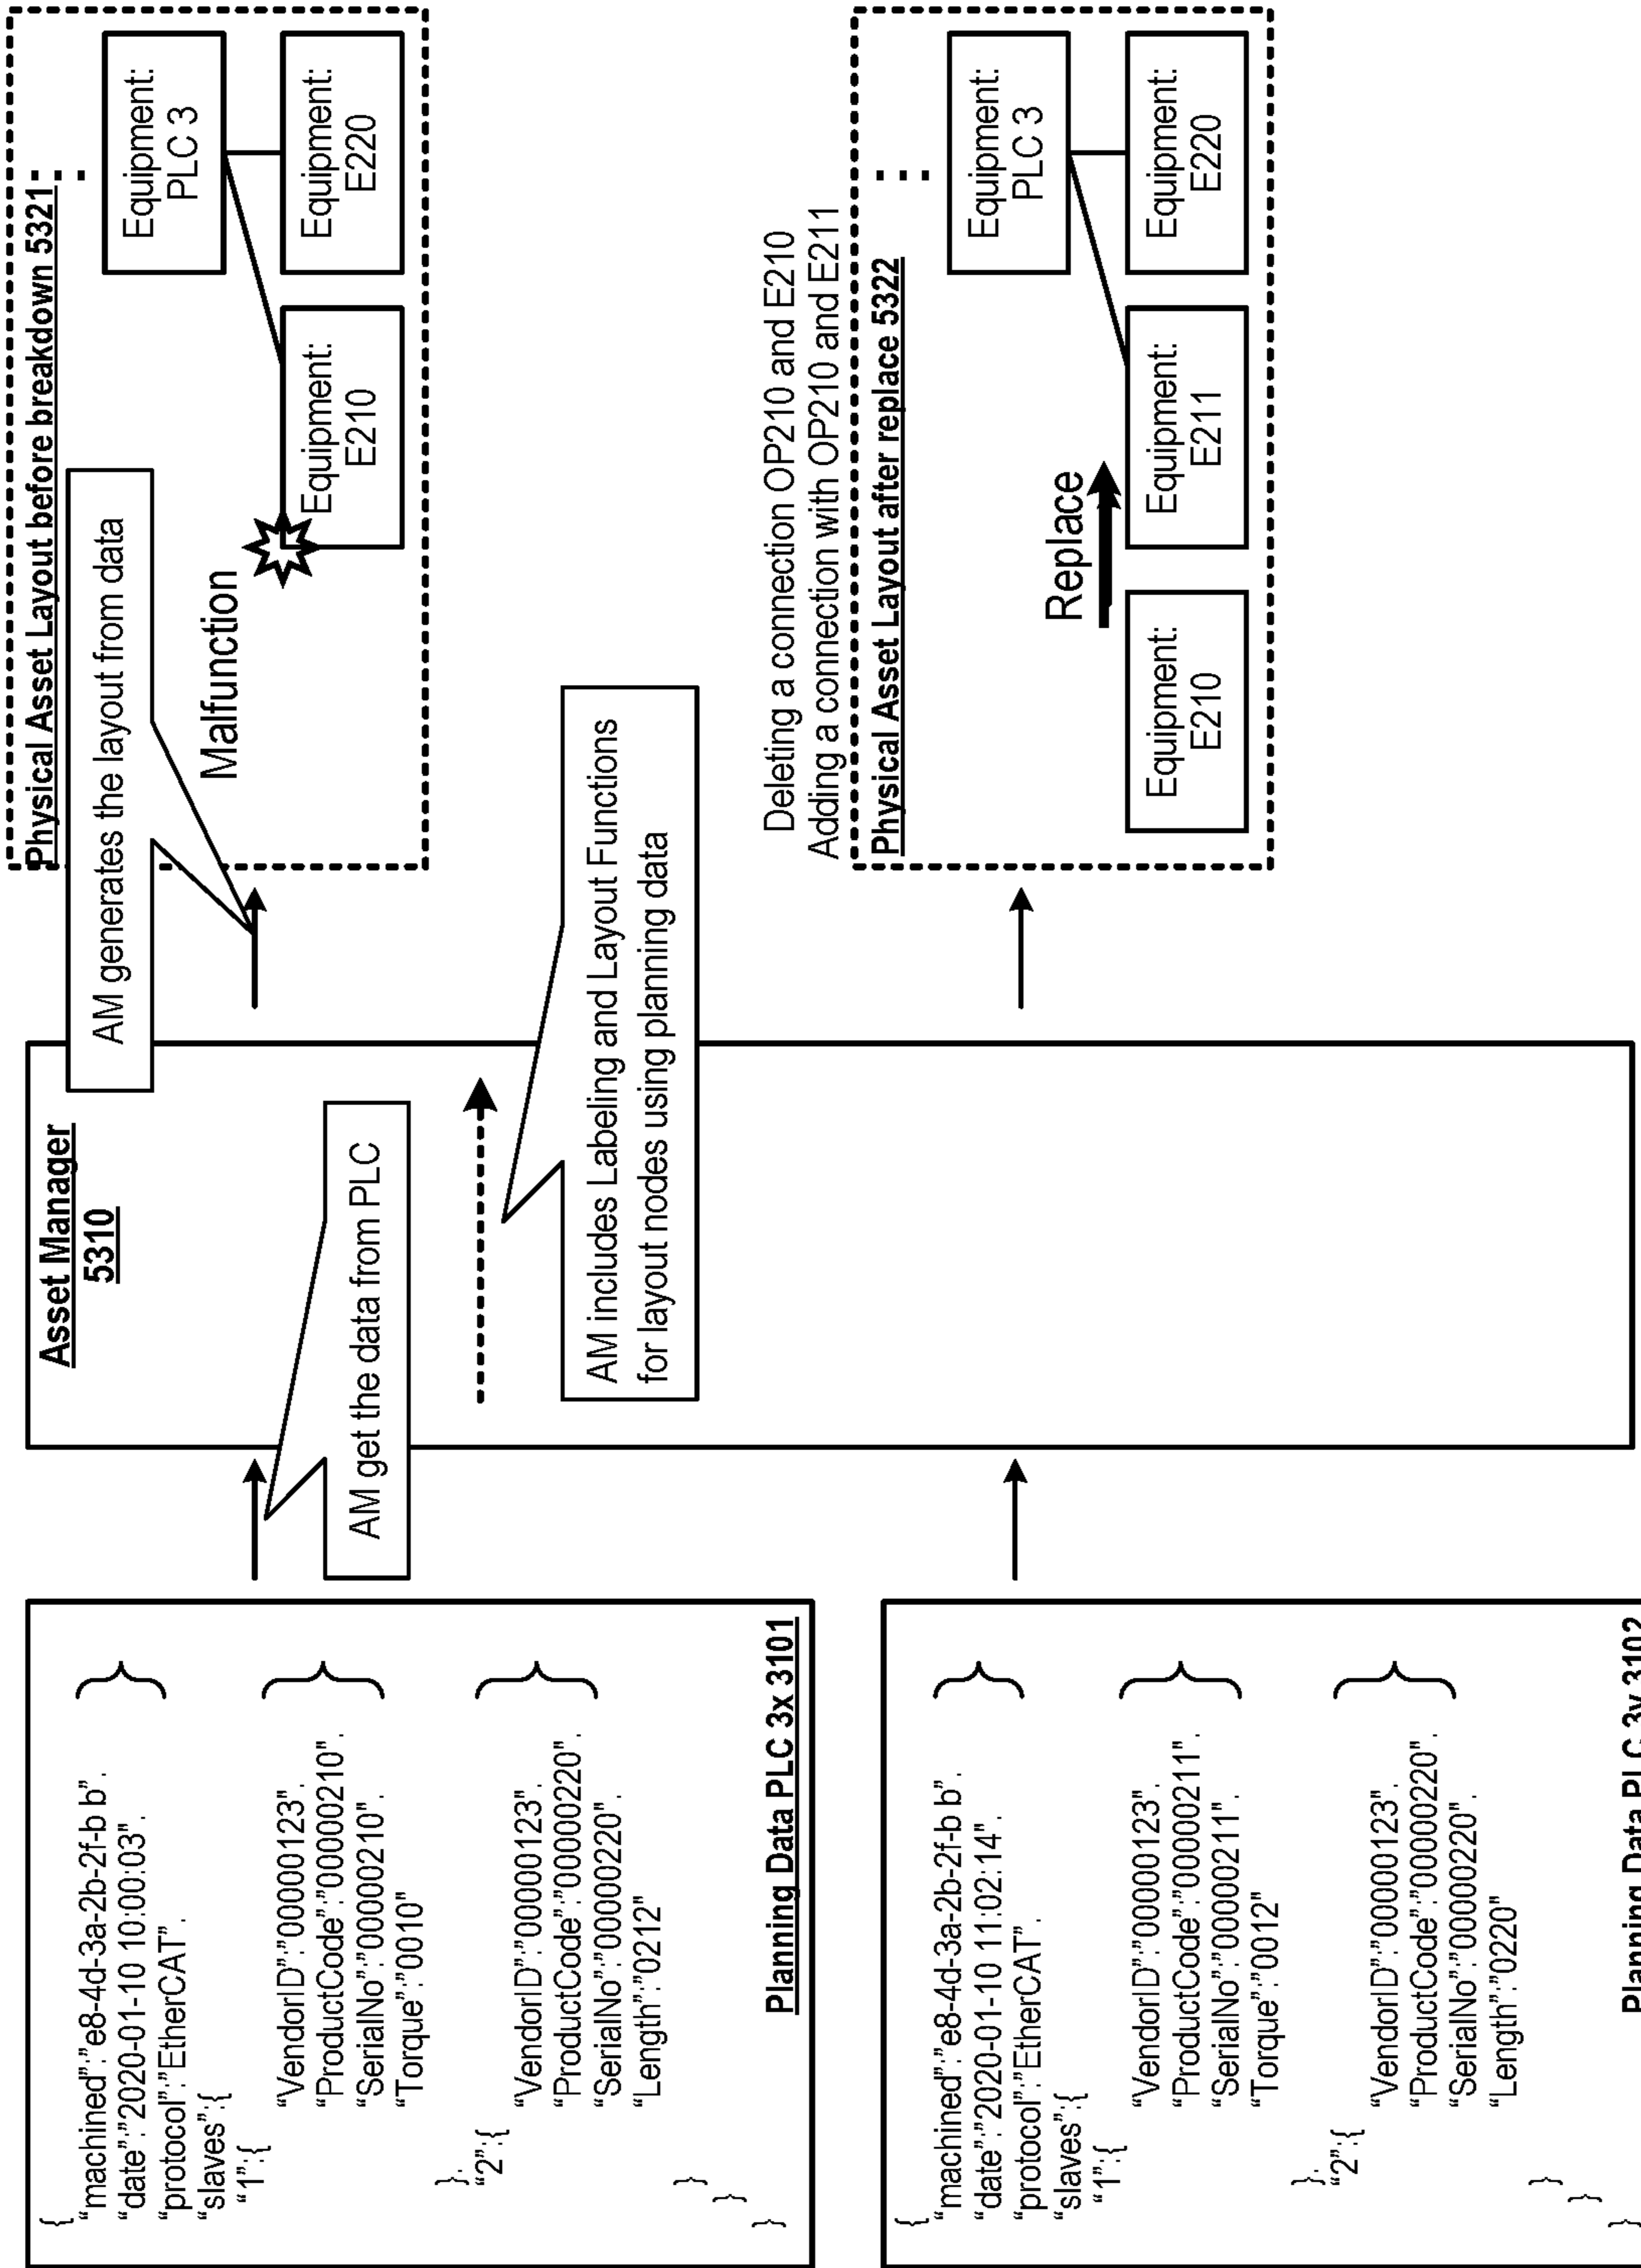 {
“machined”:”e8-4d-3a-2b-2f-b b”.
“date”:”2020-01-10 10:00:03”.
“protocol”:”EtherCAT”.
“slaves”:{
“1”:{
“VendorID”:”00000123”.
“ProductCode”:”00000210”.
“SerialNo”:”00000210”.
“Torque”:”0010”
}.
“2”:{
“VendorID”:”00000123”.
“ProductCode”:”00000220”.
“SerialNo”:”00000220”.
“Length”:”0212”
}
}
}
Planning Data PLC 3x 3101
{
“machined”:”e8-4d-3a-2b-2f-b b”.
“date”:”2020-01-10 11:02:14”.
“protocol”:”EtherCAT”.
“slaves”:{
“1”:{
“VendorID”:”00000123”.
“ProductCode”:”00000211”.
“SerialNo”:”00000211”.
“Torque”:”0012”
}.
“2”:{
“VendorID”:”00000123”.
“ProductCode”:”00000220”.
“SerialNo”:”00000220”.
“Length”:”0220”
}
}
}
Planning Data PLC 3y 3102
Asset Manager
5310
AM get the data from PLC
AM includes Labeling and Layout Functions
for layout nodes using planning data
AM generates the layout from data
Physical Asset Layout before breakdown 5321
Malfunction
Equipment:
PLC 3
Equipment:
E210
Equipment:
E220
Deleting a connection OP210 and E210
Adding a connection with OP210 and E211
Physical Asset Layout after replace 5322
Replace
Equipment:
PLC 3
Equipment:
E210
Equipment:
E211
Equipment:
E220